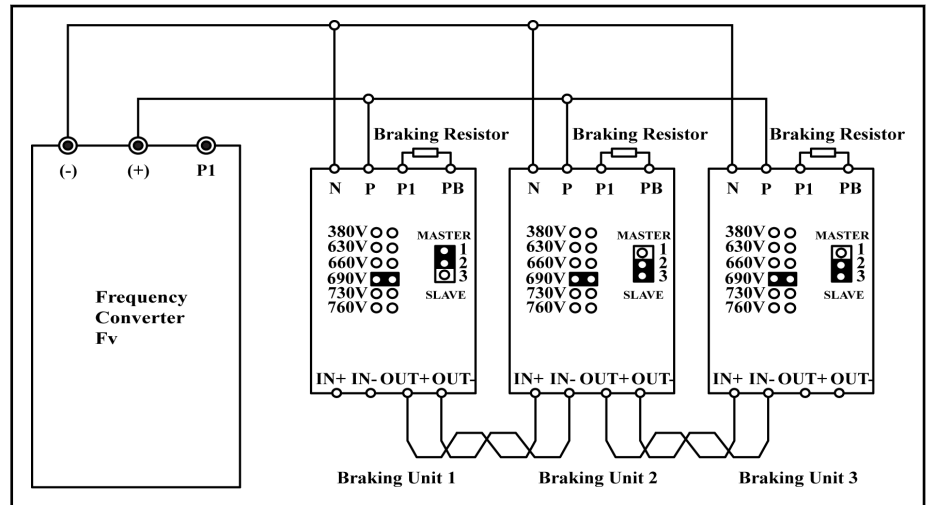 (-) (+) P1
Frequency
Converter
Fv
Braking Resistor
N P P1 PB
380V
630V
660V
690V
730V
760V
MASTER
1
2
3
SLAVE
IN+ IN- OUT+ OUT-
Braking Unit 1
Braking Resistor
N P P1 PB
380V
630V
660V
690V
730V
760V
MASTER
1
2
3
SLAVE
IN+ IN- OUT+ OUT-
Braking Unit 2
Braking Resistor
N P P1 PB
380V
630V
660V
690V
730V
760V
MASTER
1
2
3
SLAVE
IN+ IN- OUT+ OUT-
Braking Unit 3